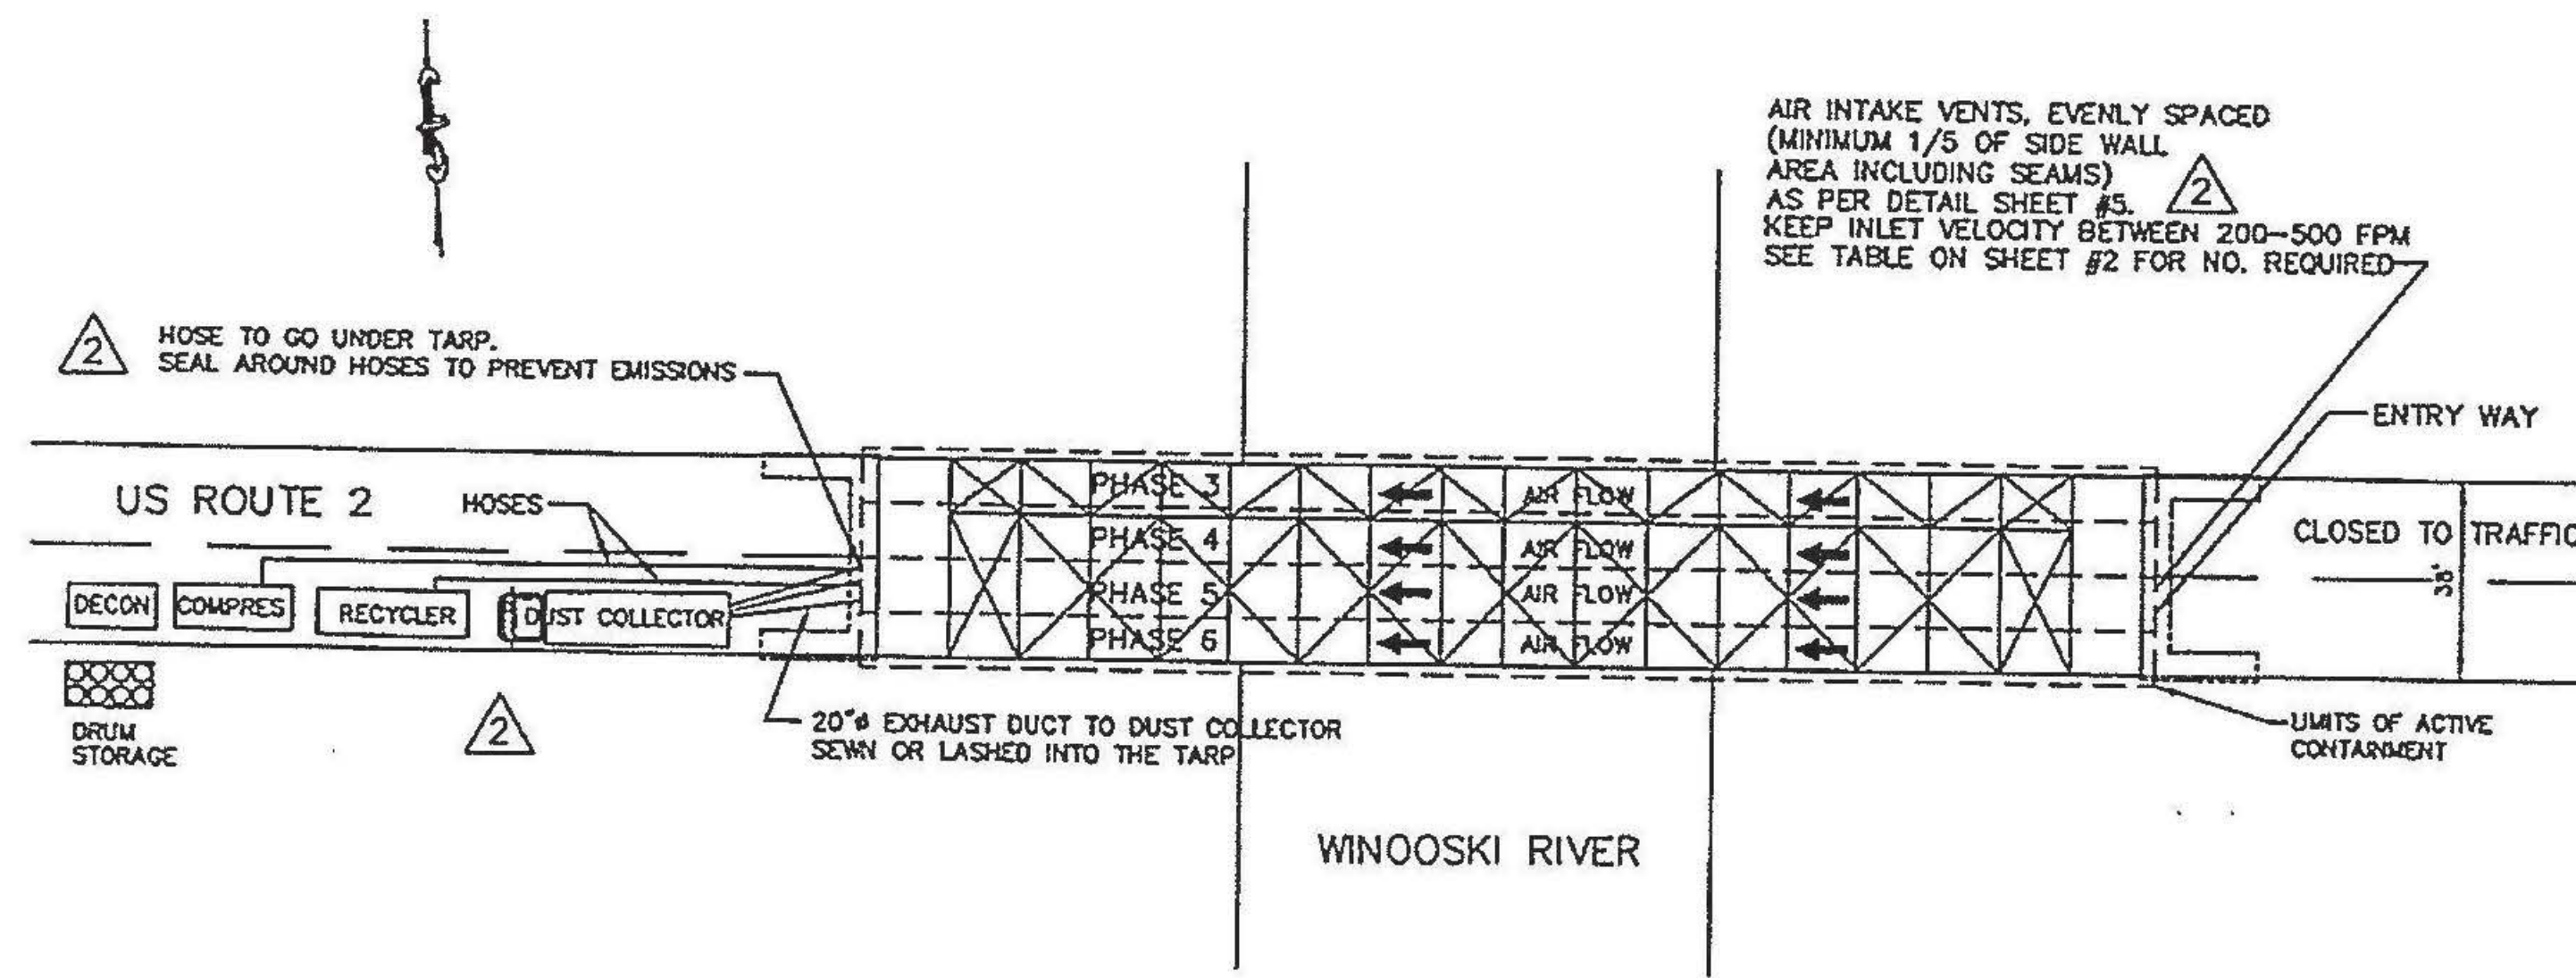 AIR INTAKE VENTS, EVENLY SPACED
(MINIMUM 1/5 OF SIDE WALL
AREA INCLUDING SEAMS)
AS PER DETAIL SHEET #5.
2
KEEP INLET VELOCITY BETWEEN 200-500 FPM
SEE TABLE ON SHEET #2 FOR NO. REQUIRED
2
HOSE TO GO UNDER TARP.
SEAL AROUND HOSES TO PREVENT EMISSIONS
ENTRY WAY
US ROUTE 2
HOSES
PHASE 3
AIR FLOW
PHASE 4
AIR FLOW
PHASE 5
AIR FLOW
PHASE 6
AIR FLOW
CLOSED TO TRAFFIC
38'
DECON
COMPRES
RECYCLER
DUST COLLECTOR
DRUM
STORAGE
2
20"ø EXHAUST DUCT TO DUST COLLECTOR
SEWN OR LASHED INTO THE TARP
LIMITS OF ACTIVE
CONTAINMENT
WINOOSKI RIVER